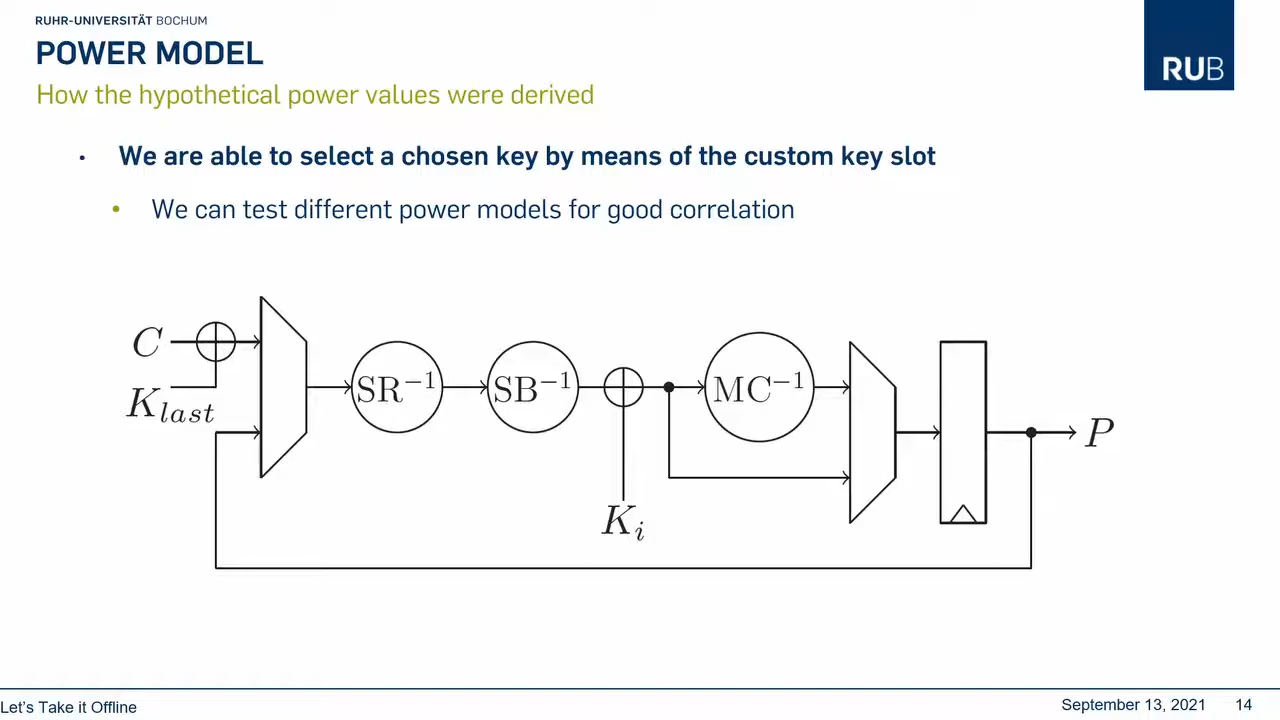 RUHR-UNIVERSITÄT BOCHUM
POWER MODEL
RUB
How the hypothetical power values were derived
• We are able to select a chosen key by means of the custom key slot
• We can test different power models for good correlation
C
K_{last}
SR^{-1}
SB^{-1}
MC^{-1}
P
K_i
Let's Take it Offline
September 13, 2021 14